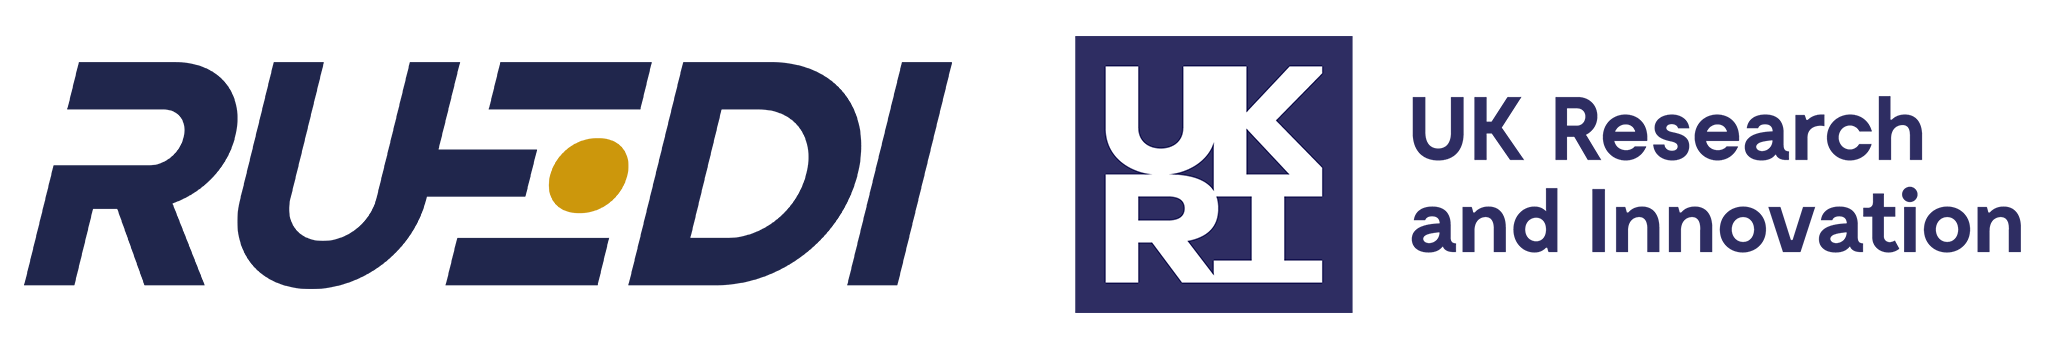 RUEDI
UK
RI
UK Research
and Innovation